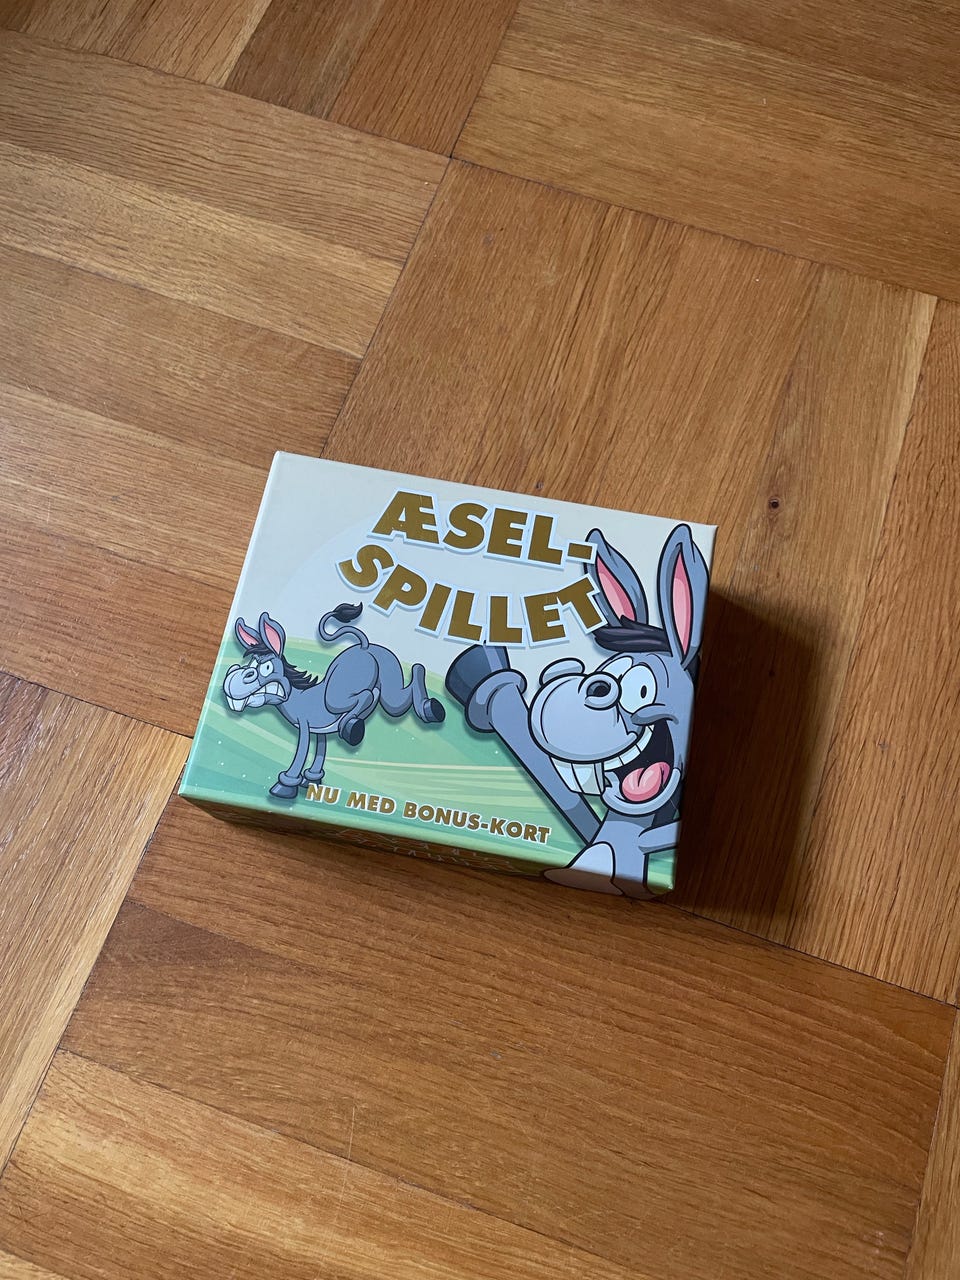 ÆSEL-
SPILLET
NU MED BONUS-KORT